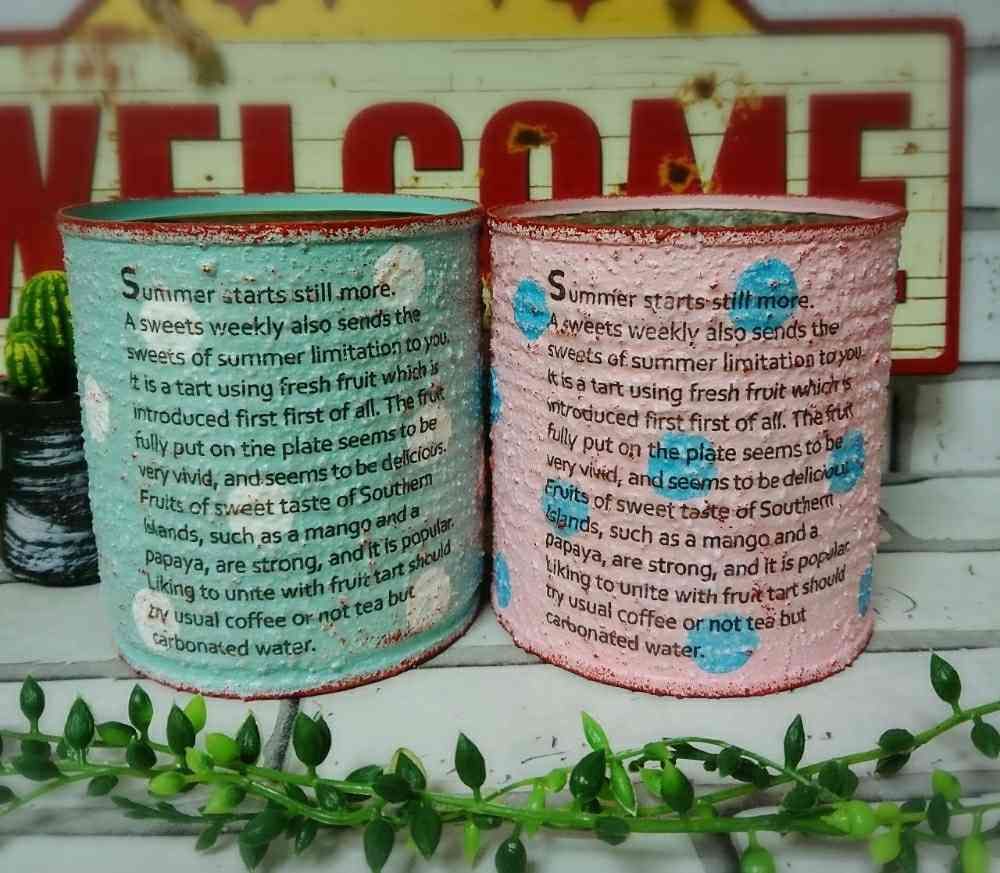 WELCOME
Summer starts still more.
A sweets weekly also sends the
sweets of summer limitation to you.
It is a tart using fresh fruit which is
introduced first first of all. The fruit
fully put on the plate seems to be
very vivid, and seems to be delicious.
Fruits of sweet taste of Southern
Islands, such as a mango and a
papaya, are strong, and it is popular.
Liking to unite with fruit tart should
try usual coffee or not tea but
carbonated water.
Summer starts still more.
A sweets weekly also sends the
sweets of summer limitation to you.
It is a tart using fresh fruit which is
introduced first first of all. The fruit
fully put on the plate seems to be
very vivid, and seems to be delicious.
Fruits of sweet taste of Southern
Islands, such as a mango and a
papaya, are strong, and it is popular.
Liking to unite with fruit tart should
try usual coffee or not tea but
carbonated water.